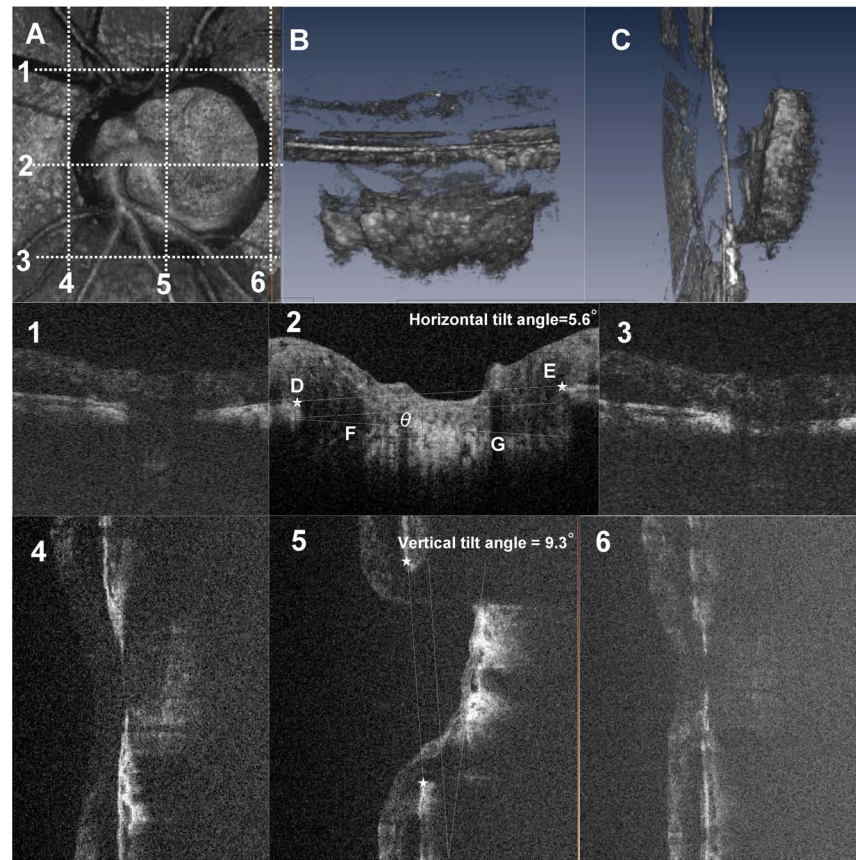 A
B
C
1
2
3
4
5
6
1
2
Horizontal tilt angle=5.6°
3
D
E
θ
F
G
4
5
Vertical tilt angle = 9.3°
6